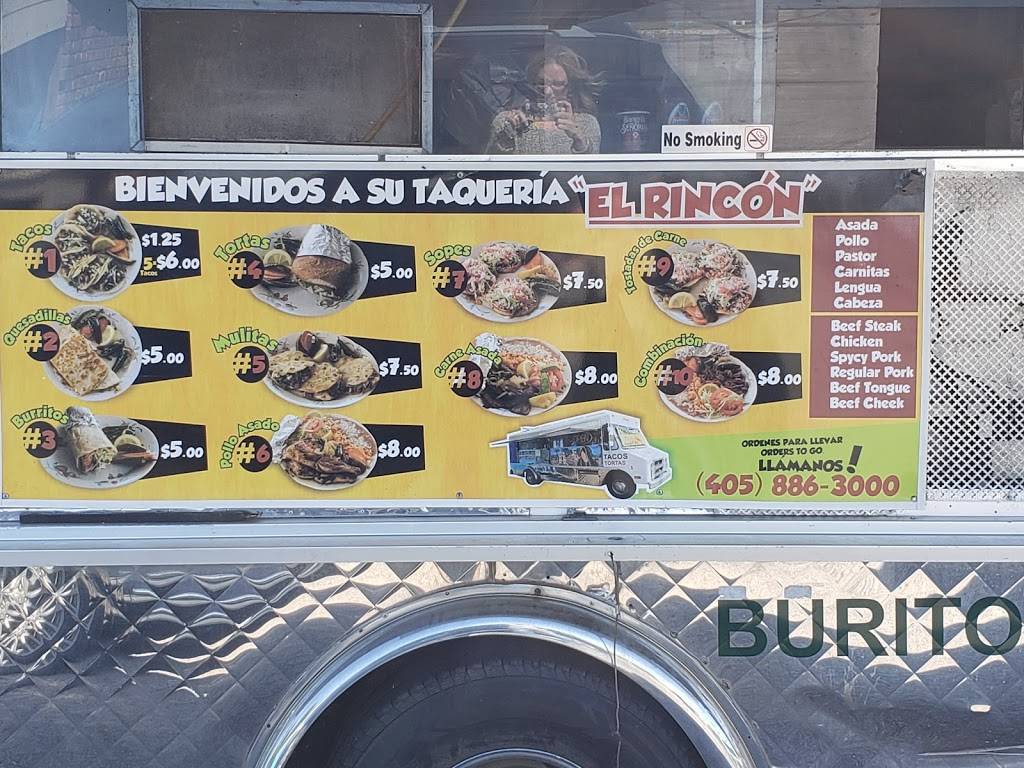 No Smoking
BIENVENIDOS A SU TAQUERÍA "EL RINCÓN"
Tacos
#1
$1.25
5-$6.00
Tacos
Quecadillas
#2
$5.00
Burritos
#3
$5.00
Tortas
#4
$5.00
Mulitas
#5
$7.50
Pollo Asado
#6
$8.00
Sopes
#7
$7.50
Carne Asada
#8
$8.00
Tostadas de Carne
#9
$7.50
Combinación
#10
$8.00
Asada
Pollo
Pastor
Carnitas
Lengua
Cabeza
Beef Steak
Chicken
Spycy Pork
Regular Pork
Beef Tongue
Beef Cheek
TACOS
TORTAS
ORDENES PARA LLEVAR
ORDERS TO GO
LLAMANOS!
(405) 886-3000
BURITO